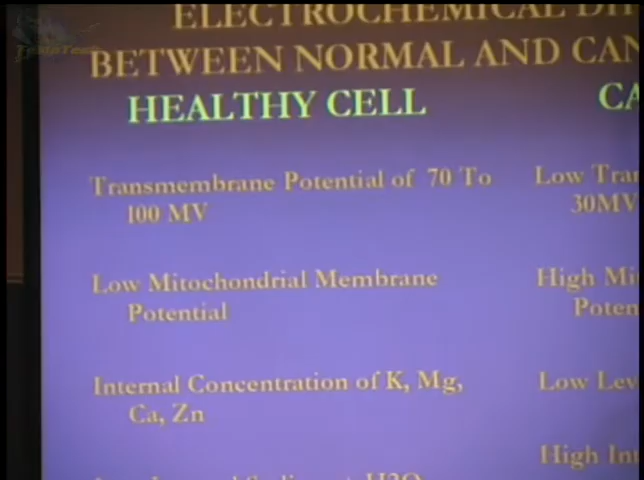 ELECTROCHEMICAL
BETWEEN NORMAL AND CAN
HEALTHY CELL
CA
Transmembrane Potential of 70 To
100 MV
Low Tran
30MV
Low Mitochondrial Membrane
Potential
High Mi
Poten
Internal Concentration of K, Mg,
Ca, Zn
Low Lev
High Int